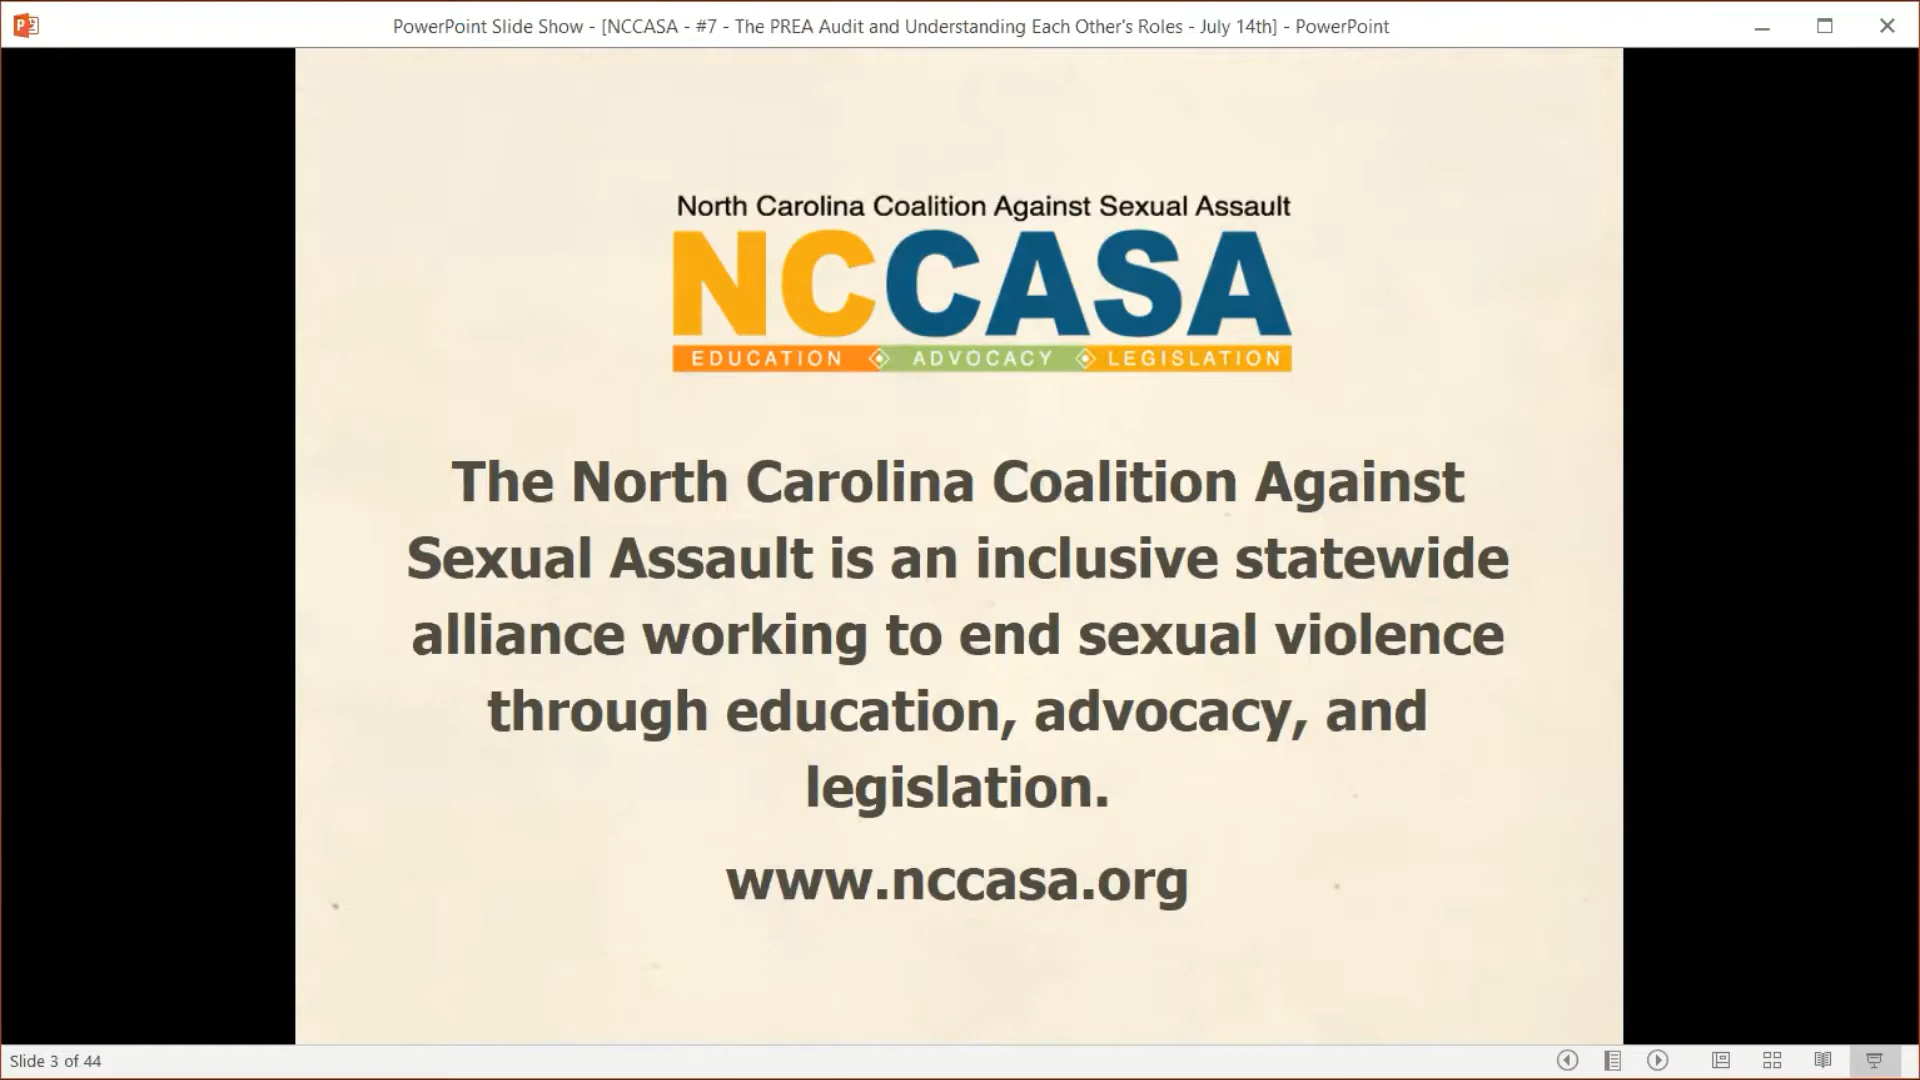 PowerPoint Slide Show - [NCCASA - #7 - The PREA Audit and Understanding Each Other's Roles - July 14th] - PowerPoint
North Carolina Coalition Against Sexual Assault
NCCASA
EDUCATION ADVOCACY LEGISLATION
The North Carolina Coalition Against
Sexual Assault is an inclusive statewide
alliance working to end sexual violence
through education, advocacy, and
legislation.
www.nccasa.org
Slide 3 of 44